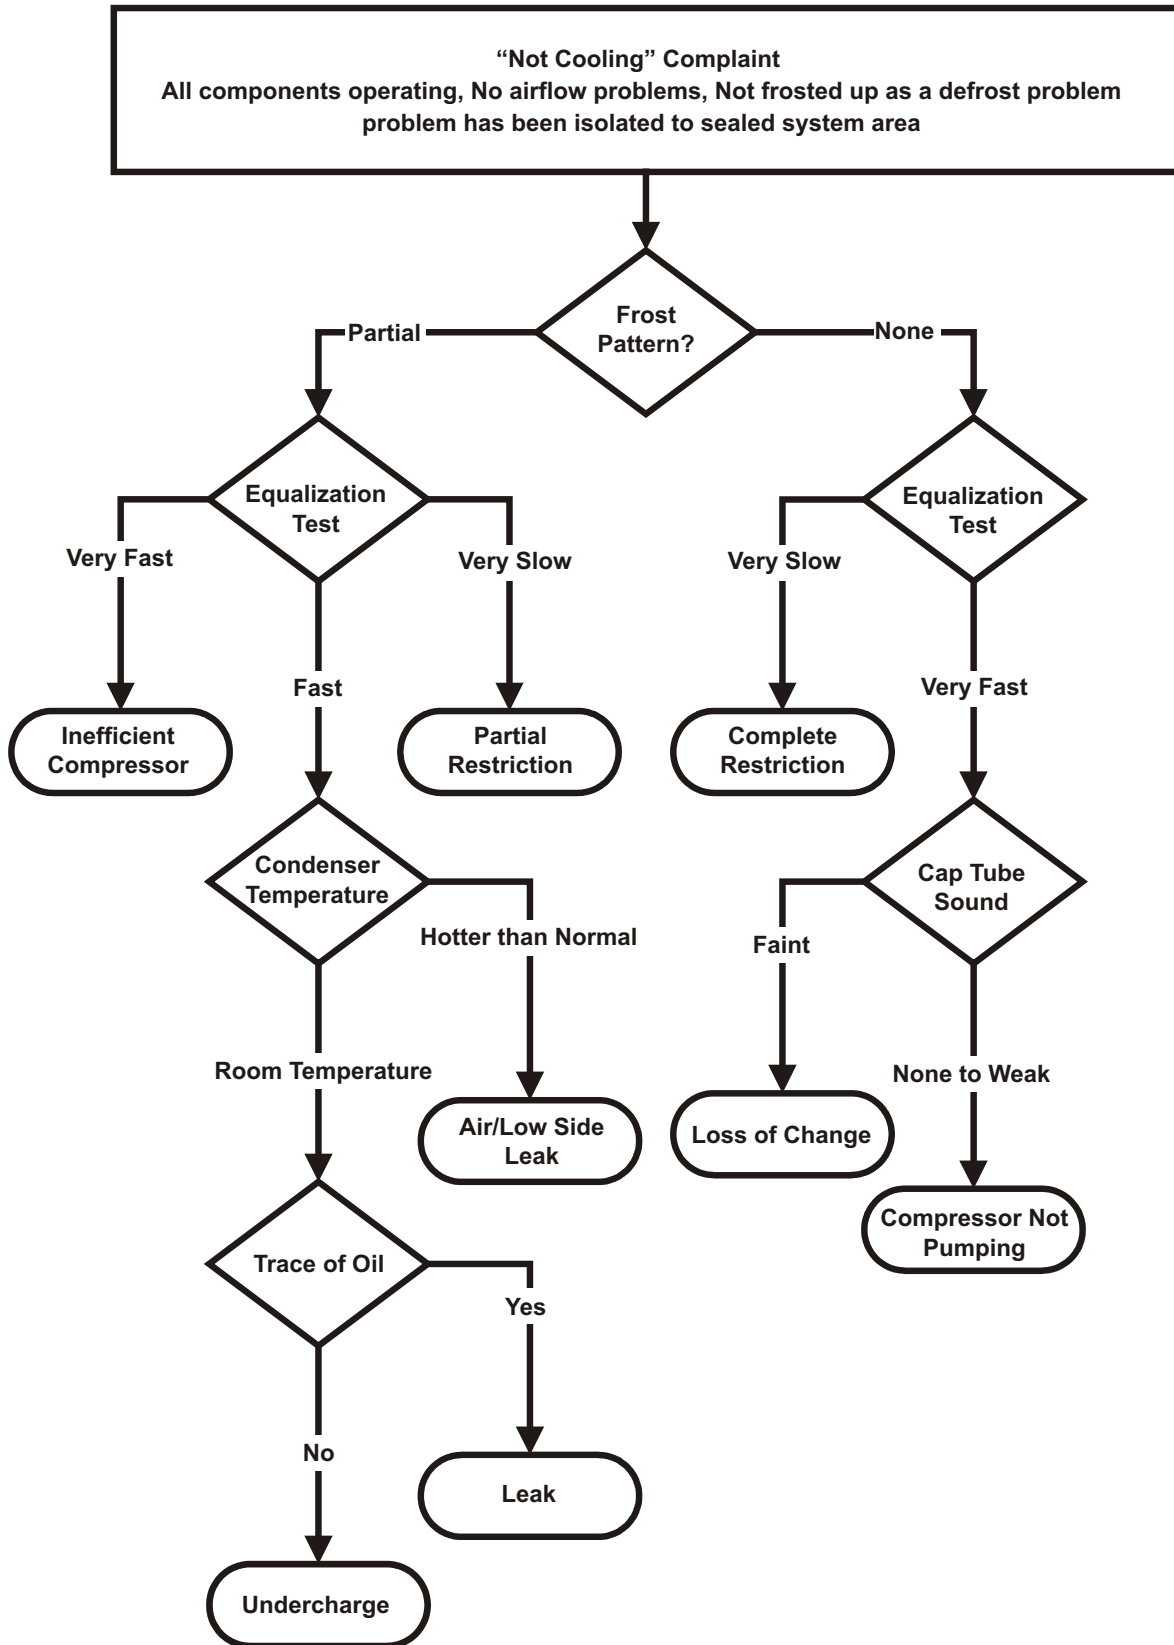 “Not Cooling” Complaint
All components operating, No airflow problems, Not frosted up as a defrost problem
problem has been isolated to sealed system area
Frost
Pattern?
Partial
None
Equalization
Test
Equalization
Test
Very Fast
Very Slow
Very Slow
Fast
Very Fast
Inefficient
Compressor
Partial
Restriction
Complete
Restriction
Condenser
Temperature
Cap Tube
Sound
Hotter than Normal
Faint
Room Temperature
None to Weak
Air/Low Side
Leak
Loss of Change
Compressor Not
Pumping
Trace of Oil
Yes
No
Leak
Undercharge